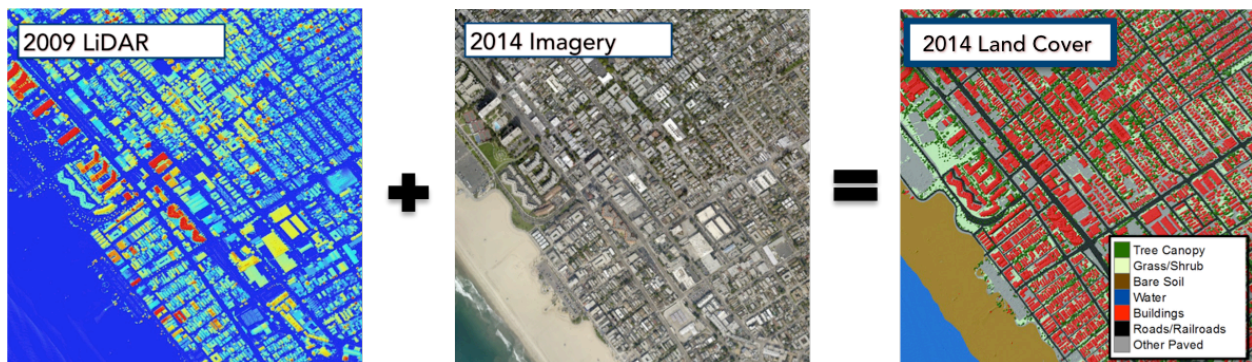 2009 LiDAR
2014 Imagery
2014 Land Cover
Tree Canopy
Grass/Shrub
Bare Soil
Water
Buildings
Roads/Railroads
Other Paved